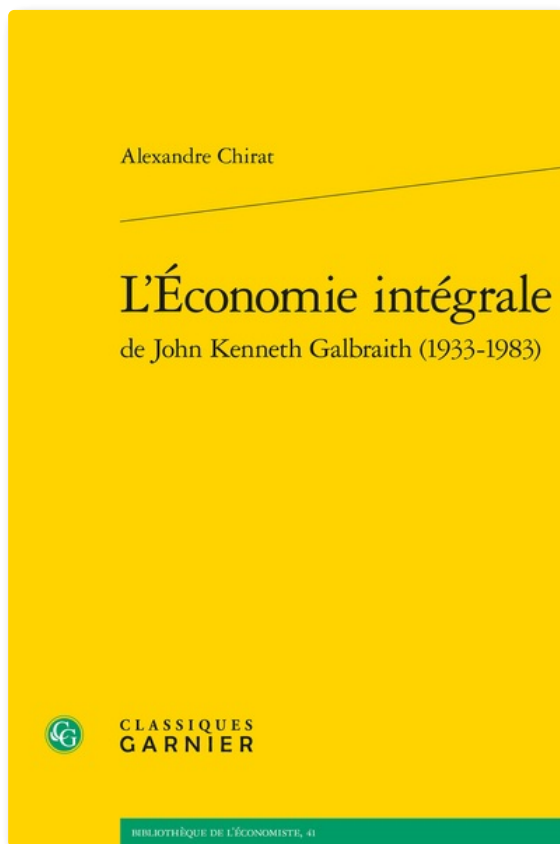 Alexandre Chirat
L’Économie intégrale
de John Kenneth Galbraith (1933-1983)
CG
CLASSIQUES
GARNIER
BIBLIOTHÈQUE DE L’ÉCONOMISTE, 41